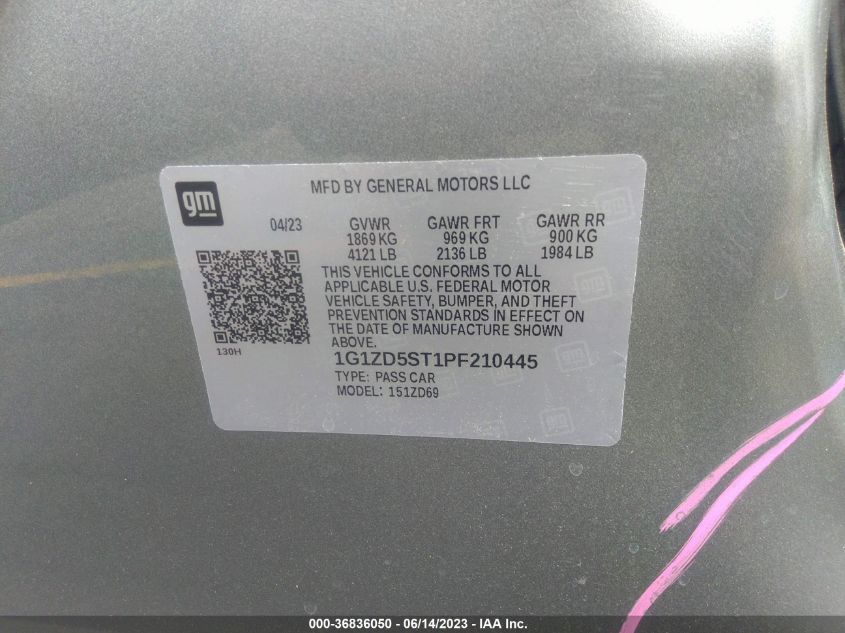 gm
MFD BY GENERAL MOTORS LLC
04/23 GVWR GAWR FRT GAWR RR
1869 KG 969 KG 900 KG
4121 LB 2136 LB 1984 LB
THIS VEHICLE CONFORMS TO ALL
APPLICABLE U.S. FEDERAL MOTOR
VEHICLE SAFETY, BUMPER, AND THEFT
PREVENTION STANDARDS IN EFFECT ON
THE DATE OF MANUFACTURE SHOWN
ABOVE.
130H
1G1ZD5ST1PF210445
TYPE: PASS CAR
MODEL: 151ZD69
000-36836050 - 06/14/2023 - IAAI.com.